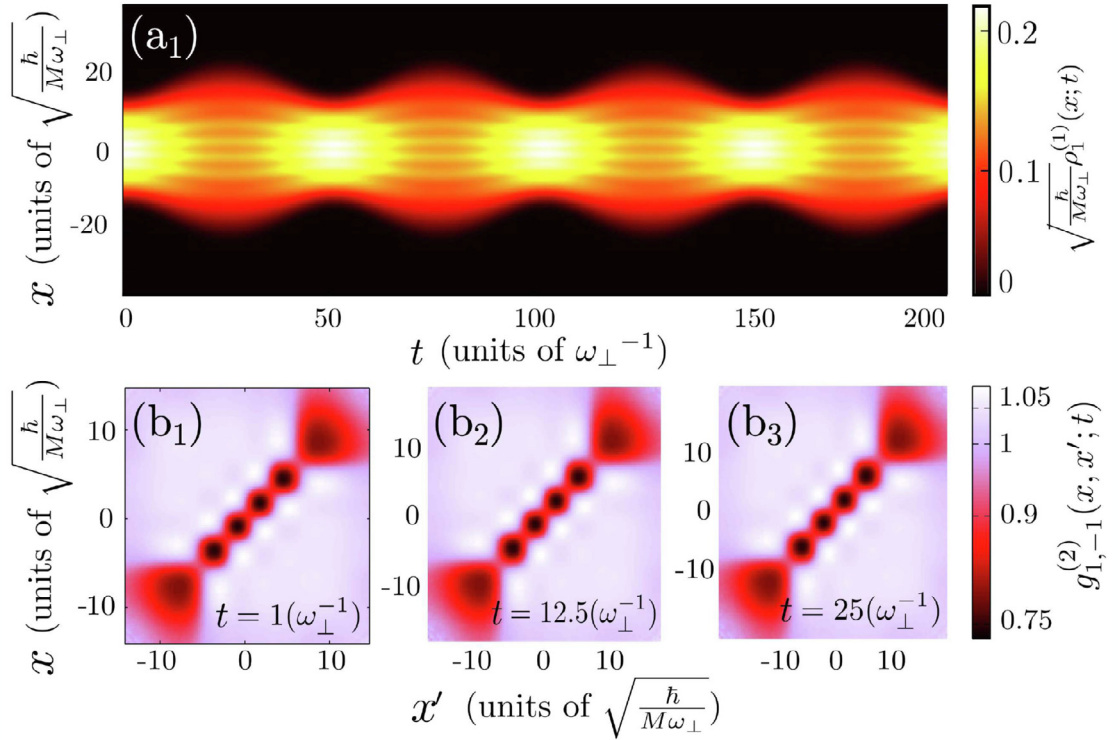 (a₁)
x (units of √(ħ/(Mω⊥)))
20
0
-20
0
50
100
150
200
t (units of ω⊥⁻¹)
0.2
0.1
0
√(ħ/(Mω⊥)) ρ₁⁽¹⁾(x; t)
(b₁)
t = 1(ω⊥⁻¹)
(b₂)
t = 12.5(ω⊥⁻¹)
(b₃)
t = 25(ω⊥⁻¹)
x (units of √(ħ/(Mω⊥)))
10
0
-10
10
0
-10
10
0
-10
-10
0
10
-10
0
10
-10
0
10
x′ (units of √(ħ/(Mω⊥)))
1.05
1
0.9
0.75
g⁽²⁾₁,₋₁(x, x′; t)